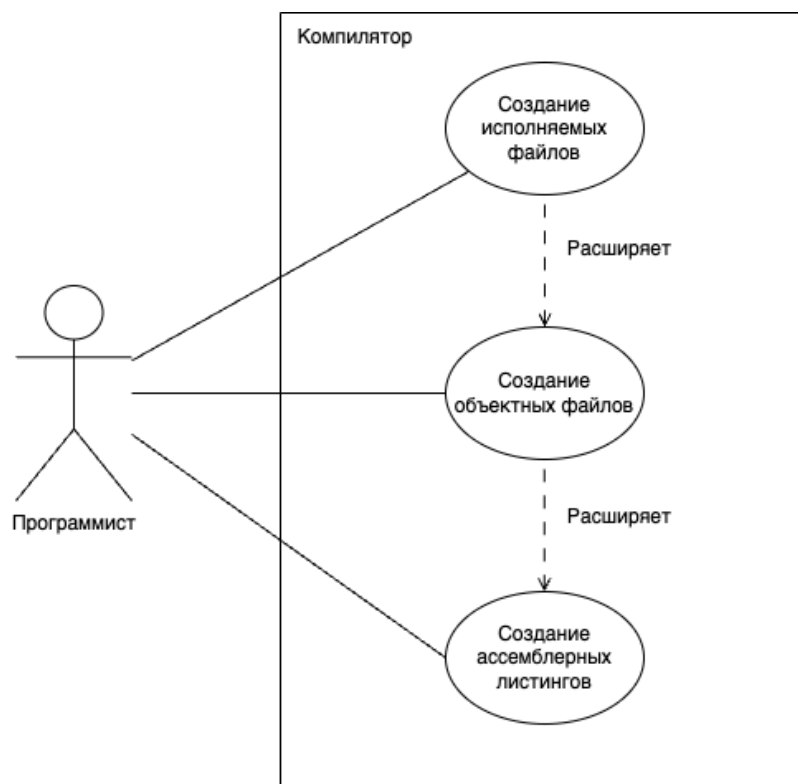 Компилятор
Создание
исполняемых
файлов
Расширяет
Создание
объектных файлов
Программист
Расширяет
Создание
ассемблерных
листингов